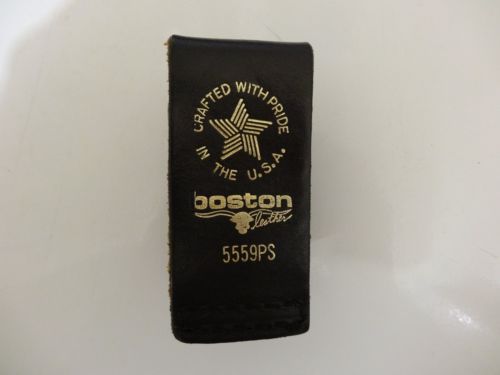 CRAFTED WITH PRIDE
IN THE U.S.A.
boston
leather
5559PS